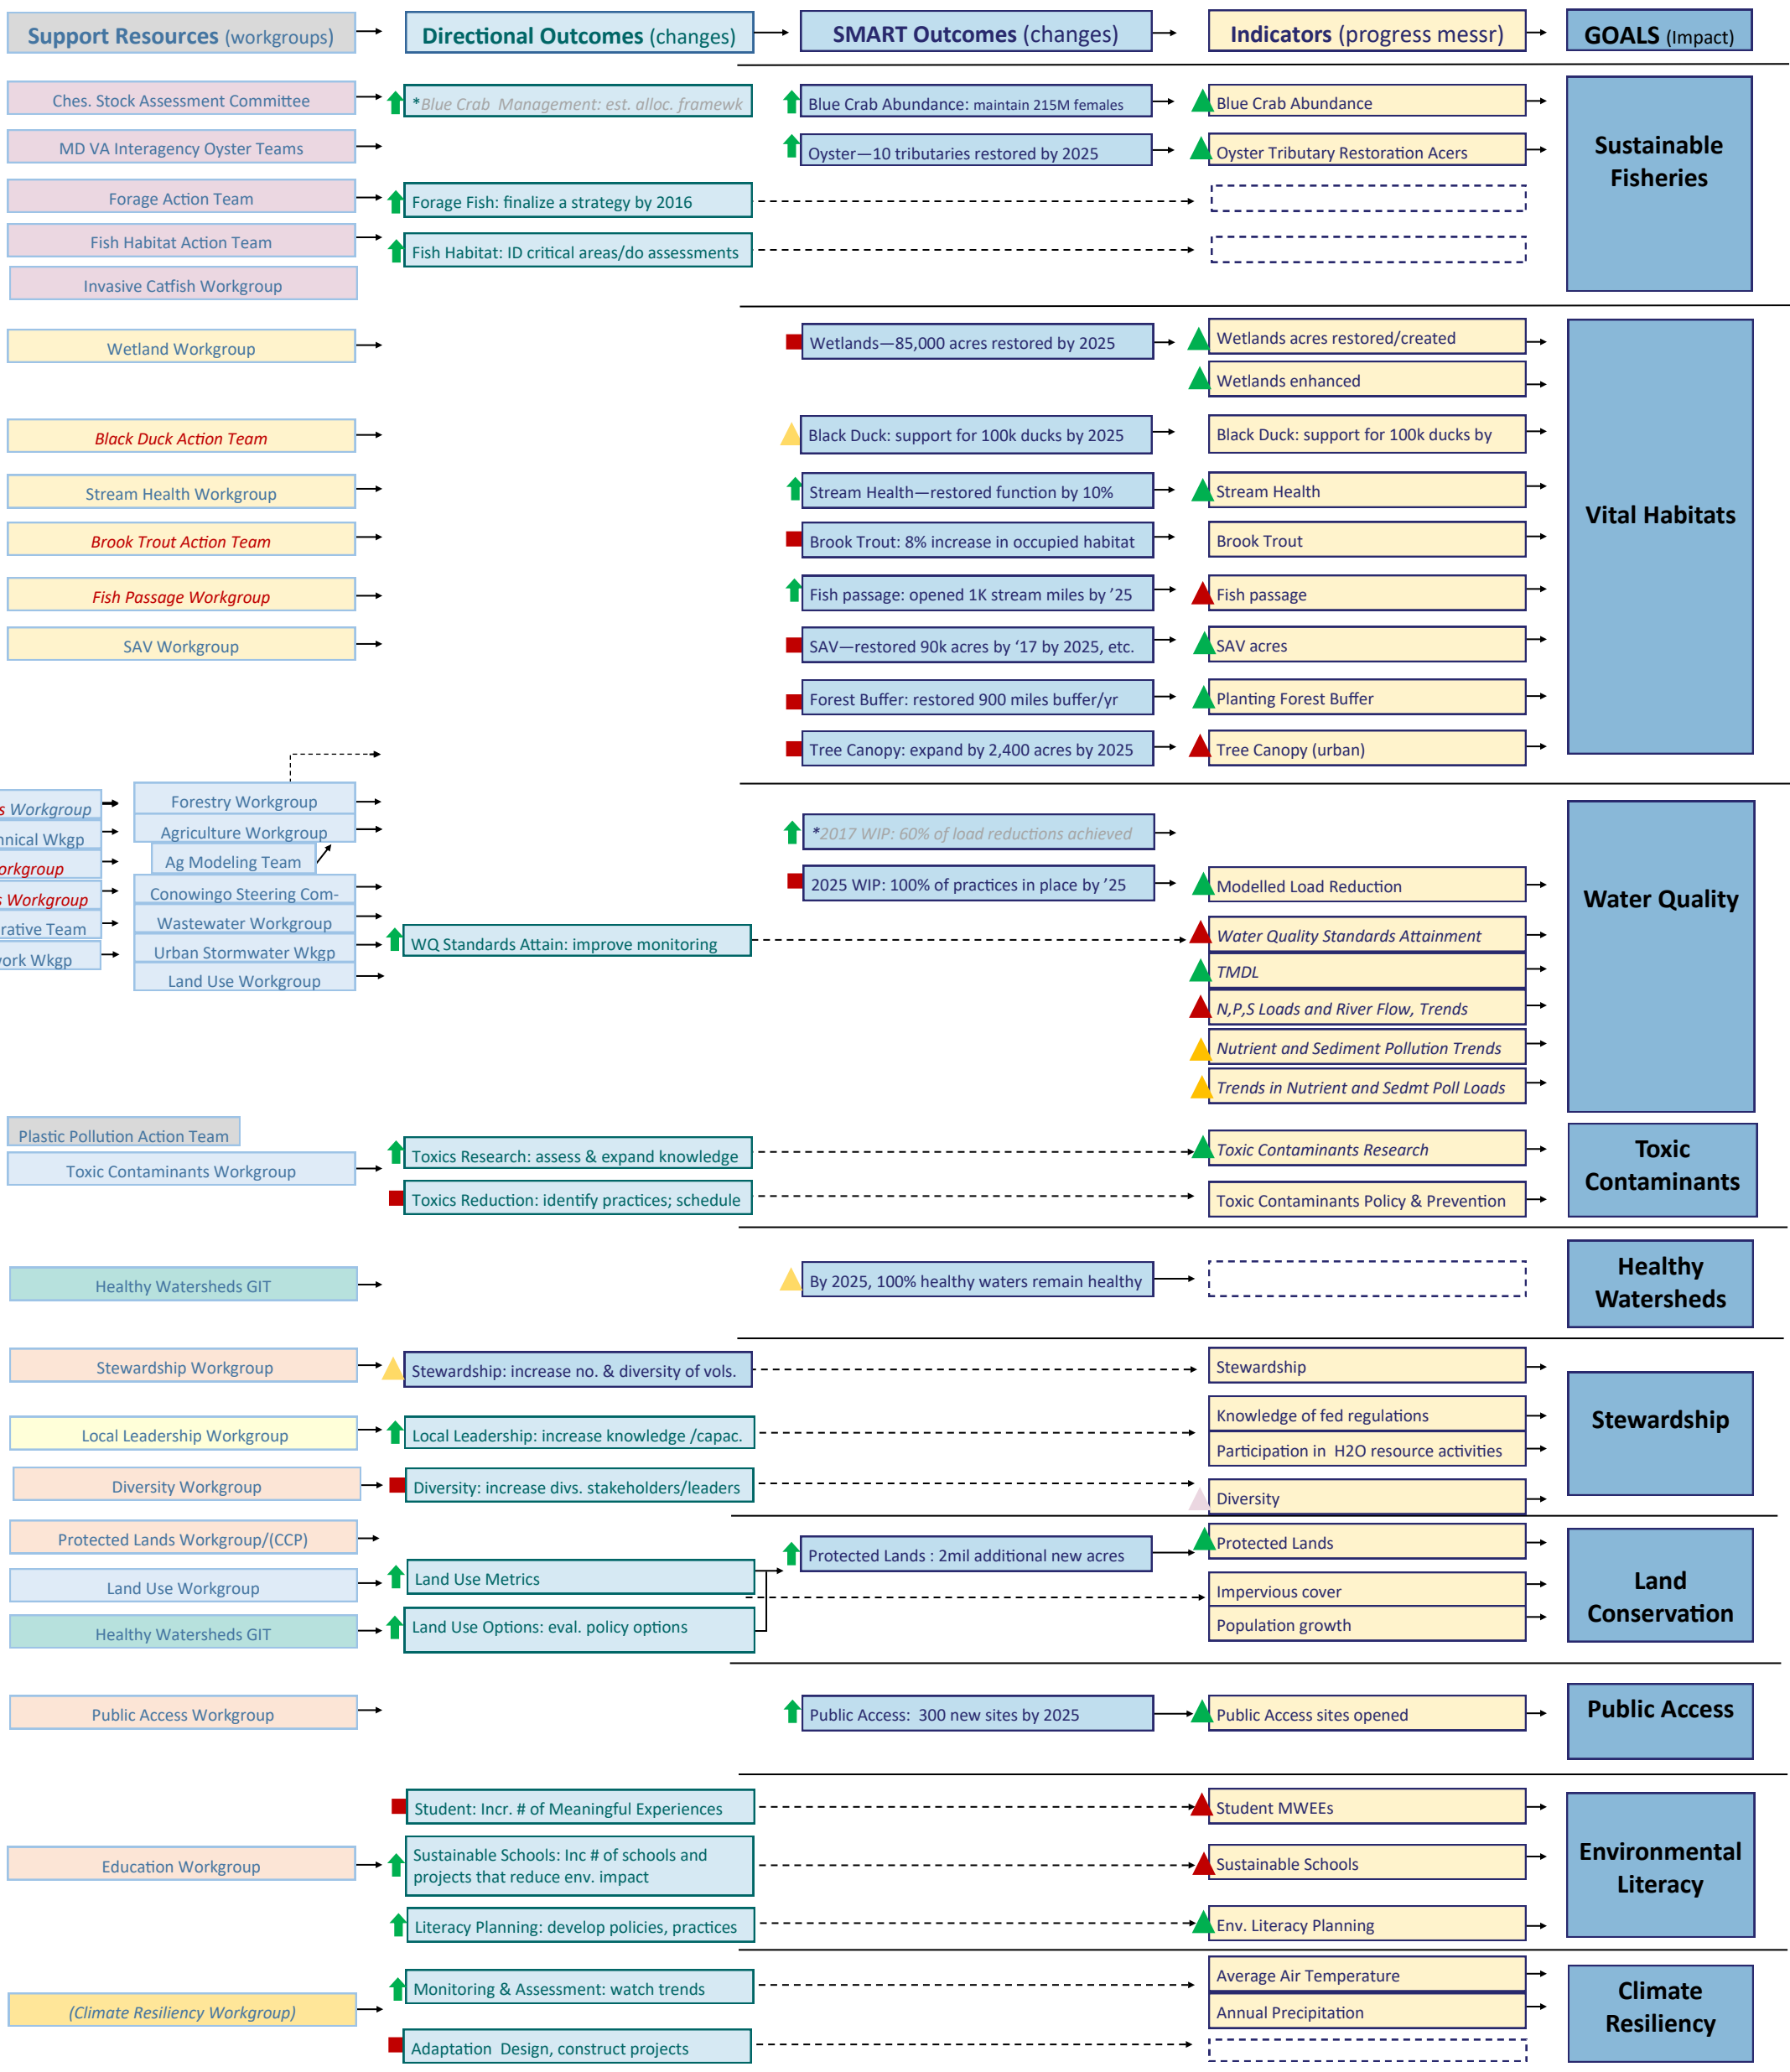 Support Resources (workgroups)
Directional Outcomes (changes)
SMART Outcomes (changes)
Indicators (progress messr)
GOALS (Impact)
Ches. Stock Assessment Committee
*Blue Crab Management: est. alloc. framewk
Blue Crab Abundance: maintain 215M females
Blue Crab Abundance
MD VA Interagency Oyster Teams
Oyster—10 tributaries restored by 2025
Oyster Tributary Restoration Acers
Sustainable
Fisheries
Forage Action Team
Forage Fish: finalize a strategy by 2016
Fish Habitat Action Team
Fish Habitat: ID critical areas/do assessments
Invasive Catfish Workgroup
Wetland Workgroup
Wetlands—85,000 acres restored by 2025
Wetlands acres restored/created
Wetlands enhanced
Black Duck Action Team
Black Duck: support for 100k ducks by 2025
Black Duck: support for 100k ducks by
Stream Health Workgroup
Stream Health—restored function by 10%
Stream Health
Vital Habitats
Brook Trout Action Team
Brook Trout: 8% increase in occupied habitat
Brook Trout
Fish Passage Workgroup
Fish passage: opened 1K stream miles by ’25
Fish passage
SAV Workgroup
SAV—restored 90k acres by ‘17 by 2025, etc.
SAV acres
Forest Buffer: restored 900 miles buffer/yr
Planting Forest Buffer
Tree Canopy: expand by 2,400 acres by 2025
Tree Canopy (urban)
s Workgroup
Forestry Workgroup
hnical Wkgp
Agriculture Workgroup
*2017 WIP: 60% of load reductions achieved
orkgroup
Ag Modeling Team
s Workgroup
Conowingo Steering Com-
2025 WIP: 100% of practices in place by ’25
Modelled Load Reduction
Water Quality
rative Team
Wastewater Workgroup
ork Wkgp
Urban Stormwater Wkgp
WQ Standards Attain: improve monitoring
Water Quality Standards Attainment
Land Use Workgroup
TMDL
N,P,S Loads and River Flow, Trends
Nutrient and Sediment Pollution Trends
Trends in Nutrient and Sedmt Poll Loads
Plastic Pollution Action Team
Toxic Contaminants Workgroup
Toxics Research: assess & expand knowledge
Toxic Contaminants Research
Toxic
Contaminants
Toxics Reduction: identify practices; schedule
Toxic Contaminants Policy & Prevention
Healthy Watersheds GIT
By 2025, 100% healthy waters remain healthy
Healthy
Watersheds
Stewardship Workgroup
Stewardship: increase no. & diversity of vols.
Stewardship
Local Leadership Workgroup
Local Leadership: increase knowledge /capac.
Knowledge of fed regulations
Participation in H2O resource activities
Stewardship
Diversity Workgroup
Diversity: increase divs. stakeholders/leaders
Diversity
Protected Lands Workgroup/(CCP)
Protected Lands : 2mil additional new acres
Protected Lands
Land Use Workgroup
Land Use Metrics
Impervious cover
Land
Conservation
Healthy Watersheds GIT
Land Use Options: eval. policy options
Population growth
Public Access Workgroup
Public Access: 300 new sites by 2025
Public Access sites opened
Public Access
Student: Incr. # of Meaningful Experiences
Student MWEEs
Education Workgroup
Sustainable Schools: Inc # of schools and
projects that reduce env. impact
Sustainable Schools
Environmental
Literacy
Literacy Planning: develop policies, practices
Env. Literacy Planning
(Climate Resiliency Workgroup)
Monitoring & Assessment: watch trends
Average Air Temperature
Annual Precipitation
Climate
Resiliency
Adaptation Design, construct projects